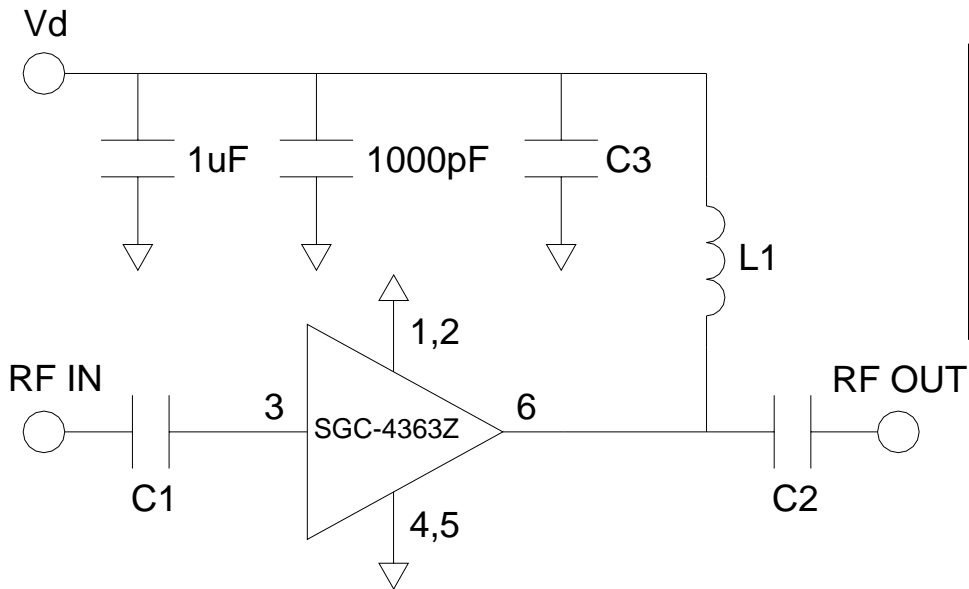 Vd
1uF
1000pF
C3
L1
1,2
RF IN
RF OUT
3
SGC-4363Z
6
C1
C2
4,5